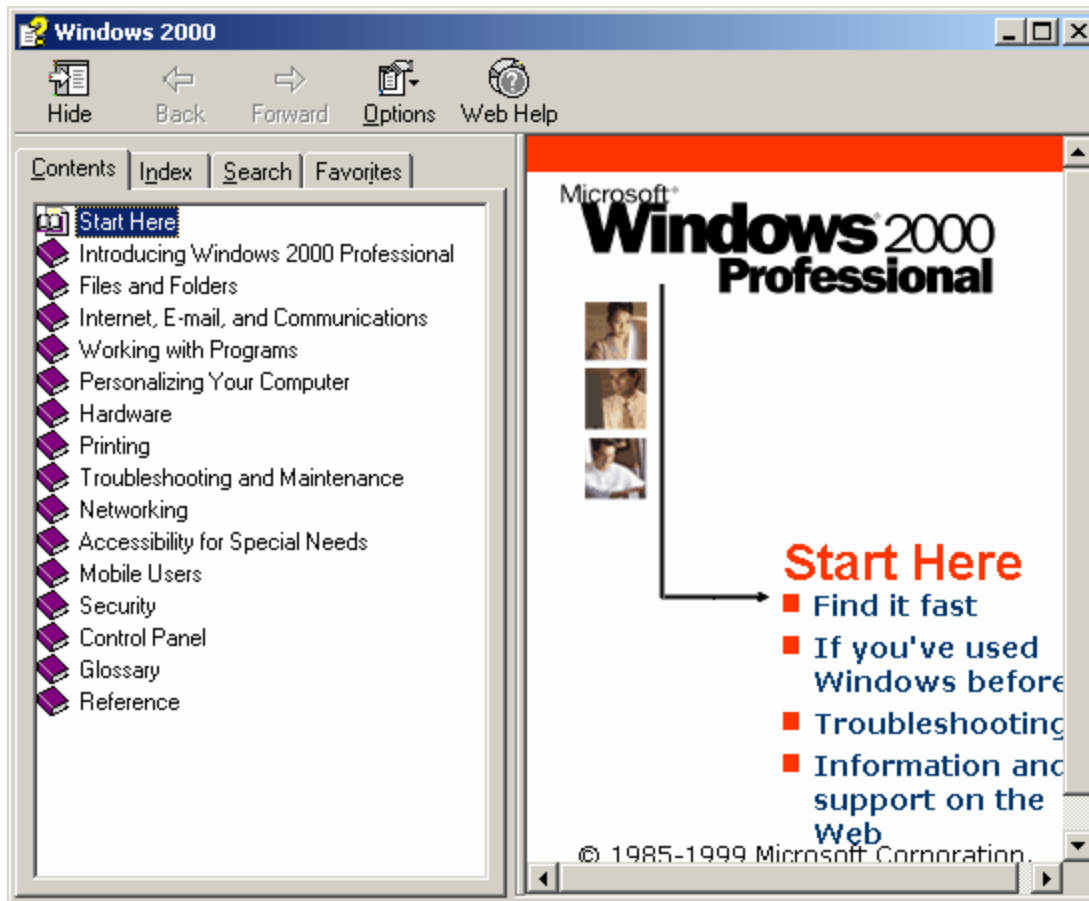 Windows 2000
Hide Back Forward Options Web Help
Contents Index Search Favorites
Start Here
Introducing Windows 2000 Professional
Files and Folders
Internet, E-mail, and Communications
Working with Programs
Personalizing Your Computer
Hardware
Printing
Troubleshooting and Maintenance
Networking
Accessibility for Special Needs
Mobile Users
Security
Control Panel
Glossary
Reference
Microsoft®
Windows® 2000
Professional
Start Here
Find it fast
If you've used
Windows before
Troubleshooting
Information and
support on the
Web
© 1985-1999 Microsoft Corporation.